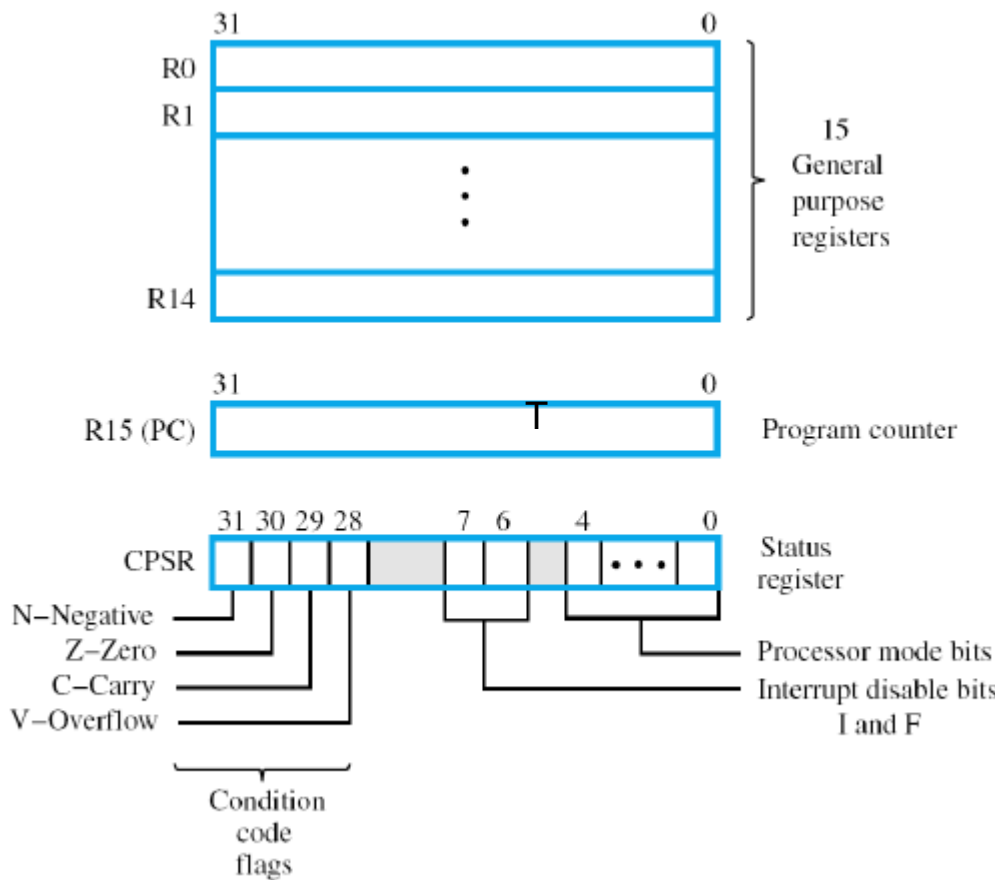 31 0
R0
R1
15
General
purpose
registers
R14
31 0
R15 (PC)
T
Program counter
31 30 29 28 7 6 4 0
CPSR
Status
register
N–Negative
Z–Zero
C–Carry
V–Overflow
Processor mode bits
Interrupt disable bits
I and F
Condition
code
flags